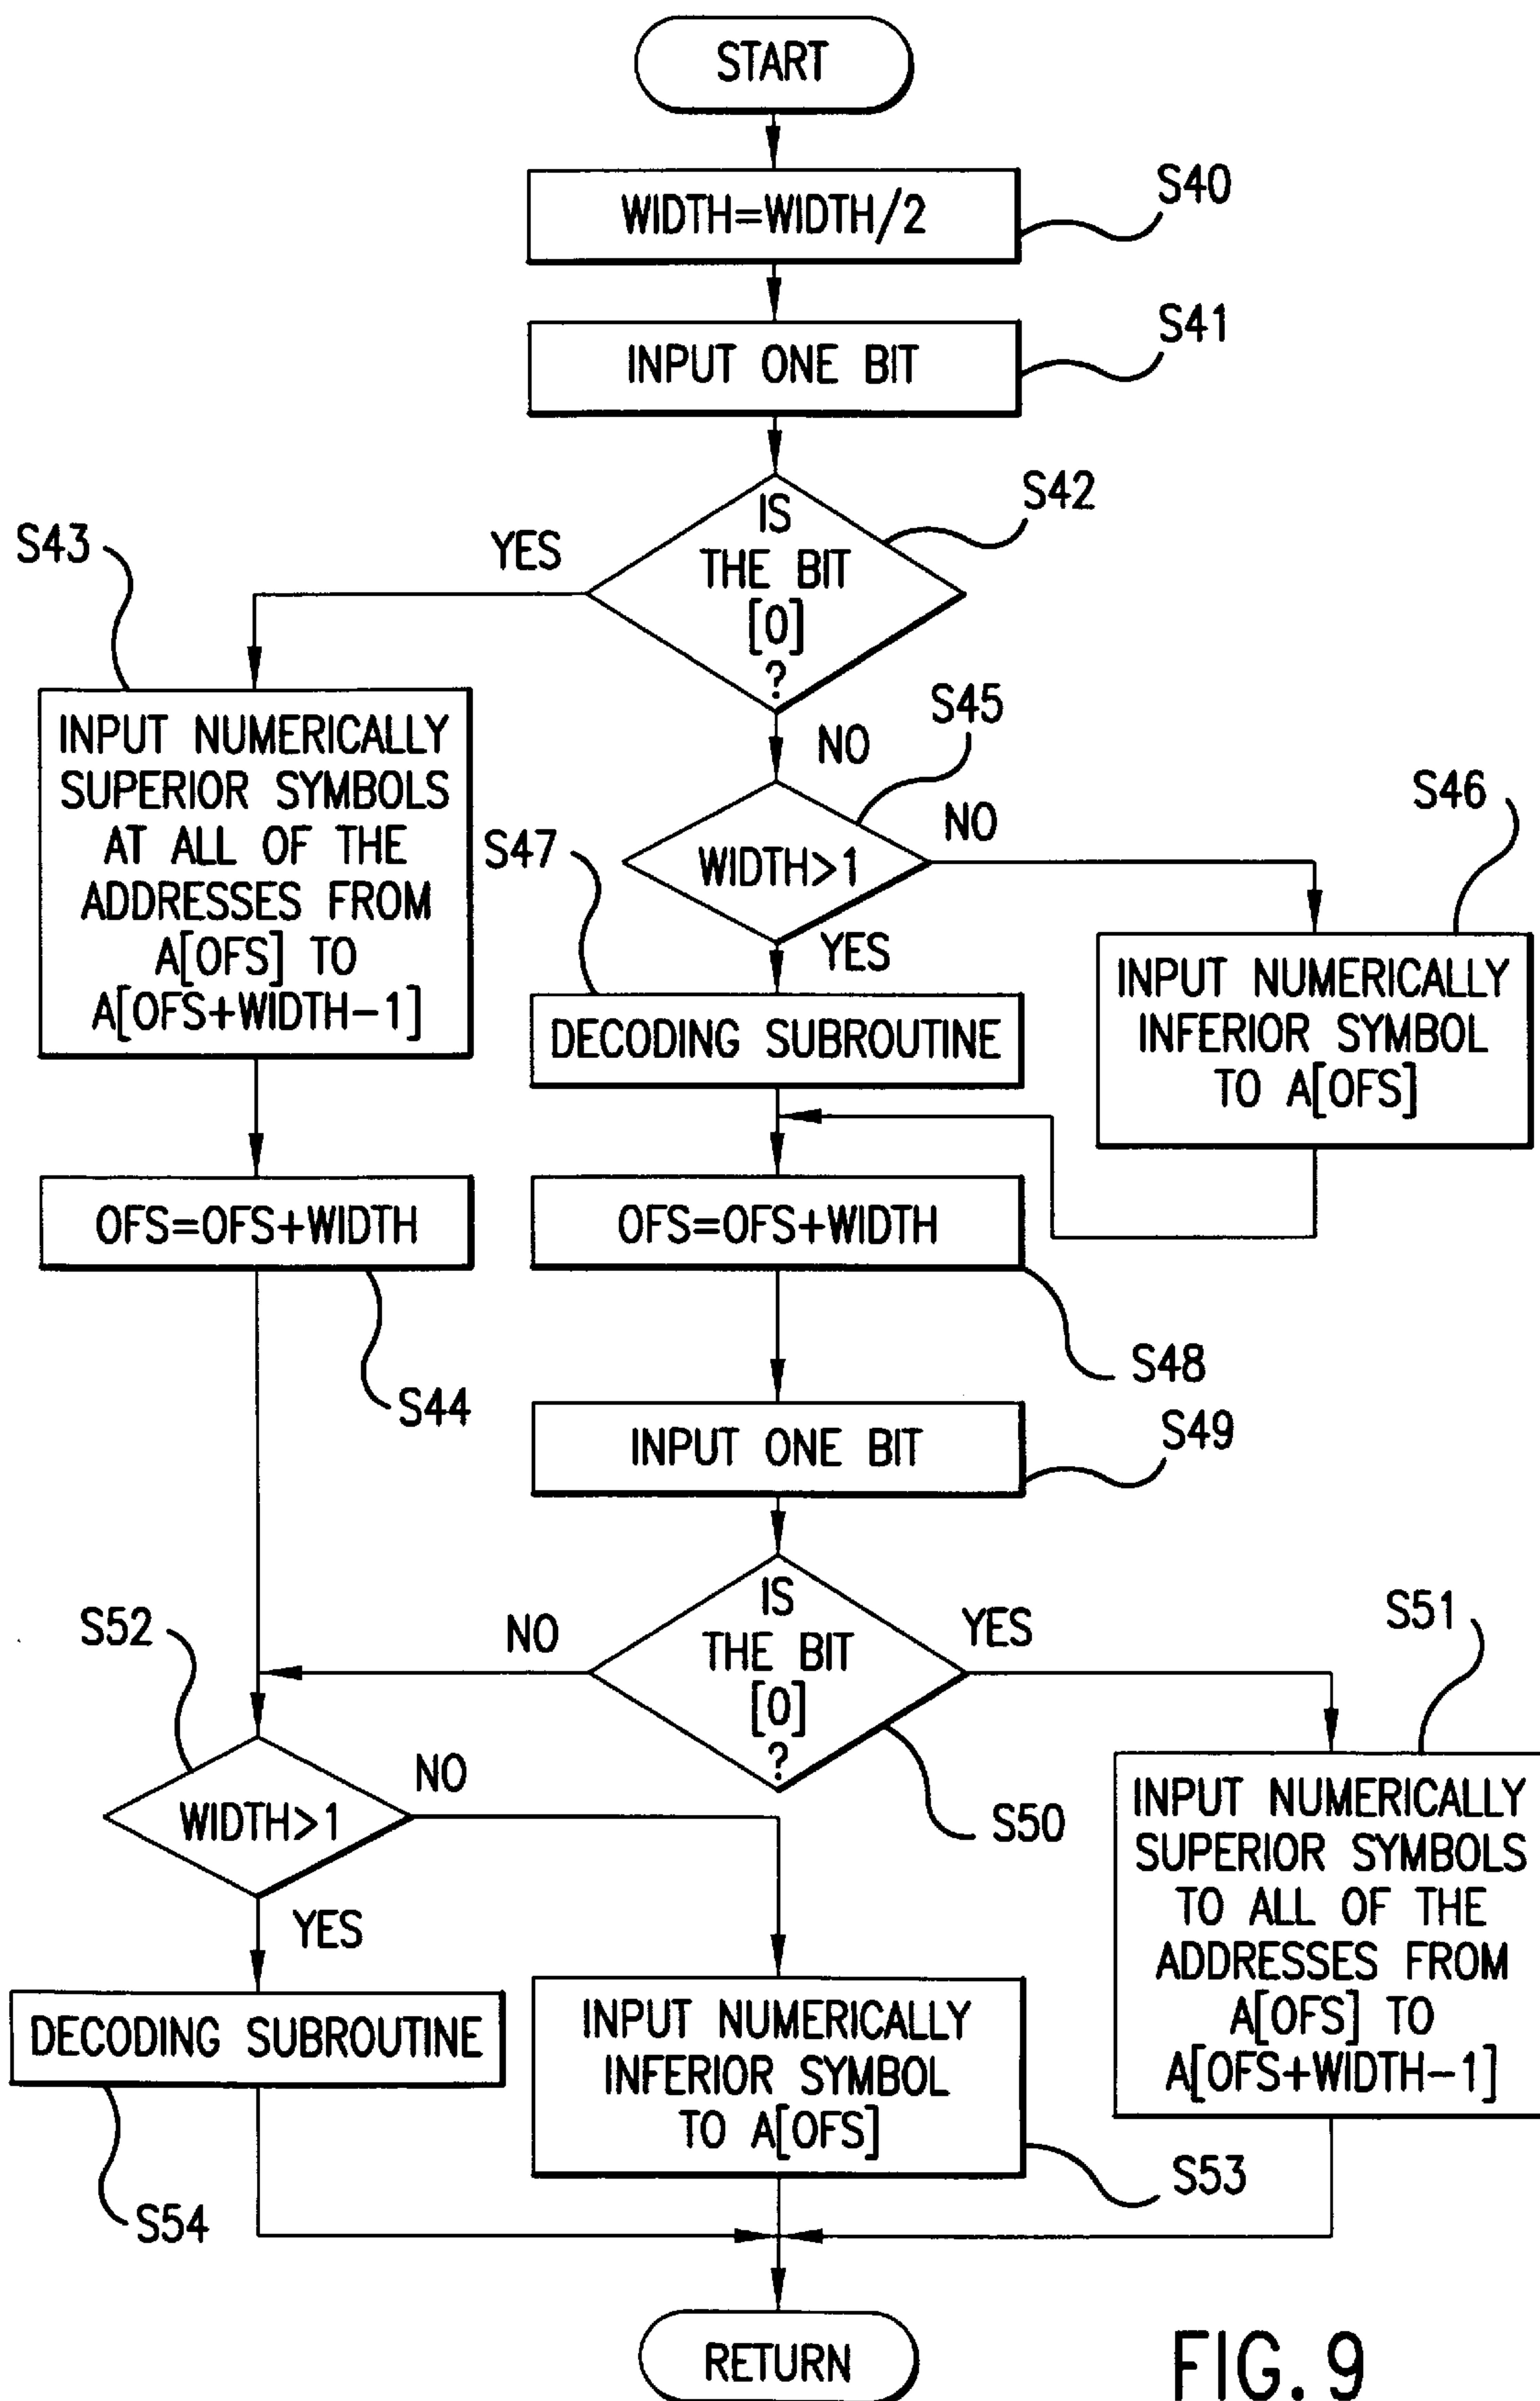 START
WIDTH=WIDTH/2
S40
INPUT ONE BIT
S41
IS
THE BIT
[0]
?
S42
YES
NO
S43
INPUT NUMERICALLY
SUPERIOR SYMBOLS
AT ALL OF THE
ADDRESSES FROM
A[OFS] TO
A[OFS+WIDTH-1]
S45
WIDTH>1
NO
YES
S46
INPUT NUMERICALLY
INFERIOR SYMBOL
TO A[OFS]
S47
DECODING SUBROUTINE
OFS=OFS+WIDTH
S44
OFS=OFS+WIDTH
S48
INPUT ONE BIT
S49
IS
THE BIT
[0]
?
S50
NO
YES
S51
INPUT NUMERICALLY
SUPERIOR SYMBOLS
TO ALL OF THE
ADDRESSES FROM
A[OFS] TO
A[OFS+WIDTH-1]
S52
WIDTH>1
NO
YES
DECODING SUBROUTINE
S54
INPUT NUMERICALLY
INFERIOR SYMBOL
TO A[OFS]
S53
RETURN
FIG. 9